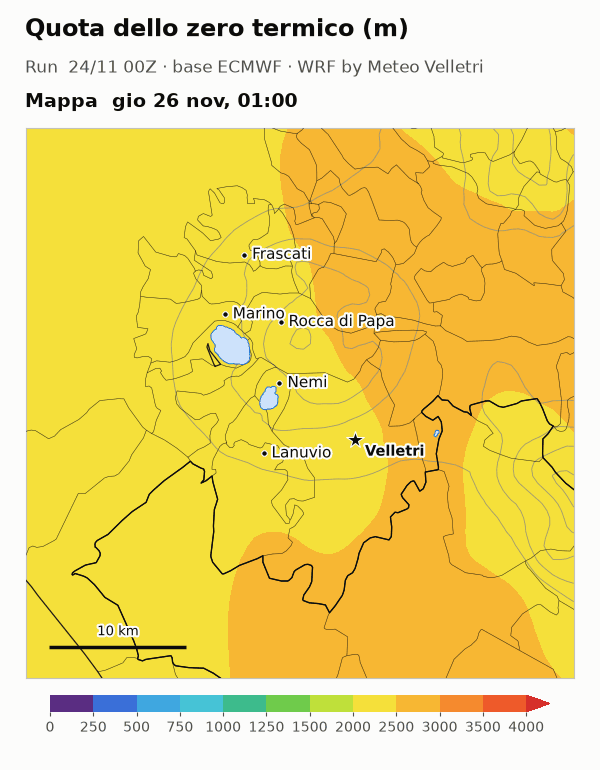 Quota dello zero termico (m)
Run  24/11 00Z · base ECMWF · WRF by Meteo Velletri
Mappa  gio 26 nov, 01:00
Frascati
Marino
Rocca di Papa
Nemi
Velletri
Lanuvio
10 km
0 250 500 750 1000 1250 1500 2000 2500 3000 3500 4000